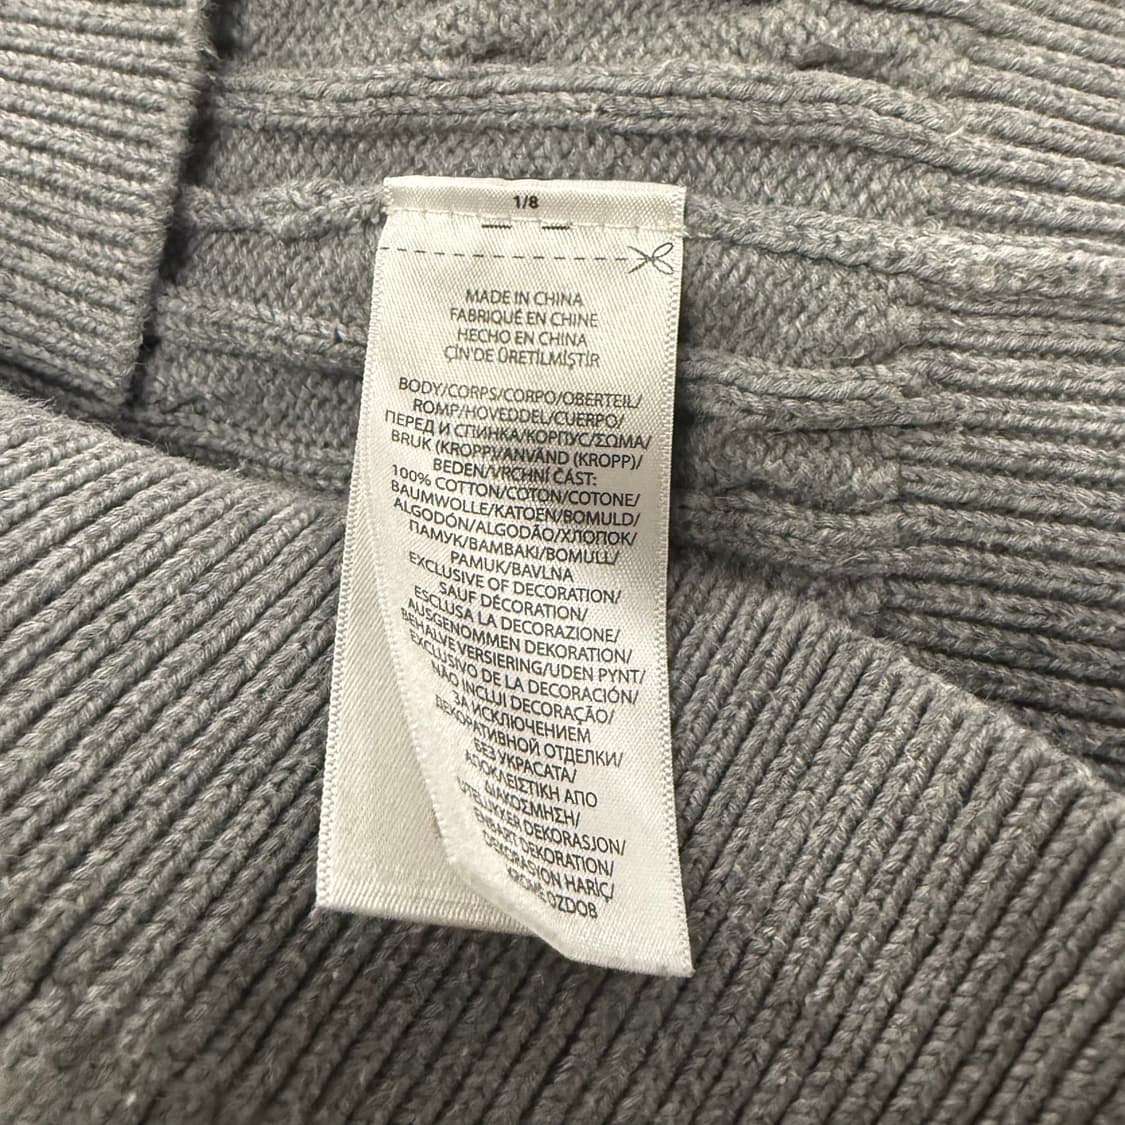 1/8
MADE IN CHINA
FABRIQUÉ EN CHINE
HECHO EN CHINA
ÇİN'DE ÜRETİLMİŞTİR
BODY/CORPS/CORPO/OBERTEIL/
ROMP/HOVEDDEL/CUERPO/
ПЕРЕД И СПИНКА/КОРПУС/ΣΩΜΑ/
BRUK (KROPP)/ANVÄND (KROPP)/
BEDEN/VRCHNÍ ČÁST:
100% COTTON/COTON/COTONE/
BAUMWOLLE/KATOEN/BOMULD/
ALGODÓN/ALGODÃO/ХЛОПОК/
ПАМУК/ΒΑΜΒΑΚΙ/BOMULL/
PAMUK/BAVLNA
EXCLUSIVE OF DECORATION/
SAUF DÉCORATION/
ESCLUSA LA DECORAZIONE/
AUSGENOMMEN DEKORATION/
BEHALVE VERSIERING/UDEN PYNT/
EXCLUSIVO DE LA DECORACIÓN/
NÃO INCLUI DECORAÇÃO/
ЗА ИСКЛЮЧЕНИЕМ
ДЕКОРАТИВНОЙ ОТДЕЛКИ/
БЕЗ УКРАСАТА/
ΑΠΟΚΛΕΙΣΤΙΚΗ ΑΠΟ
ΔΙΑΚΟΣΜΗΣΗ/
UTELUKKER DEKORASJON/
ENBART DEKORATION/
DEKORASYON HARİÇ/
KROMĚ OZDOB